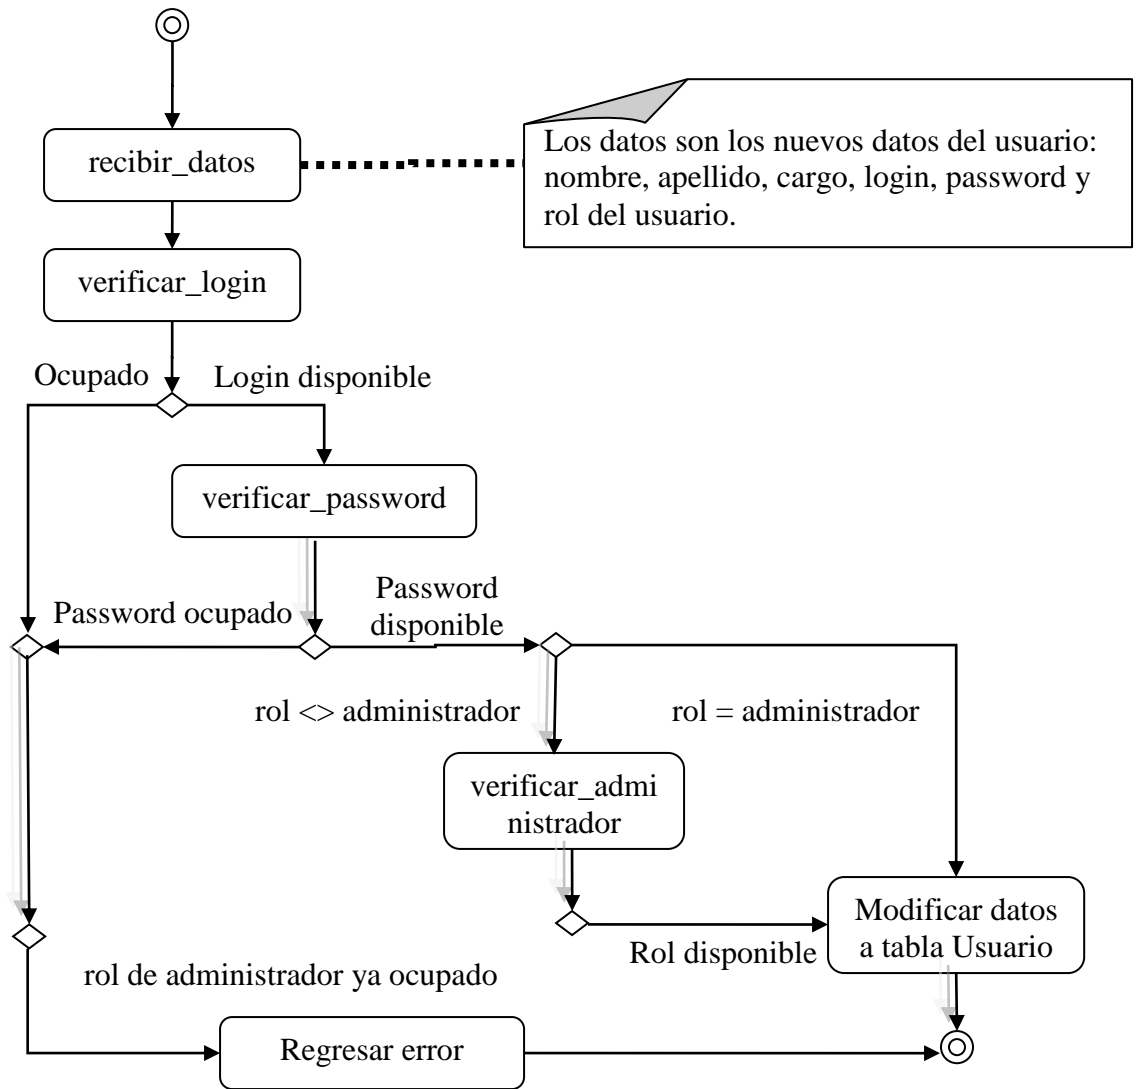 recibir_datos
Los datos son los nuevos datos del usuario:
nombre, apellido, cargo, login, password y
rol del usuario.
verificar_login
Ocupado
Login disponible
verificar_password
Password ocupado
Password
disponible
rol <> administrador
rol = administrador
verificar_admi
nistrador
Modificar datos
a tabla Usuario
Rol disponible
rol de administrador ya ocupado
Regresar error